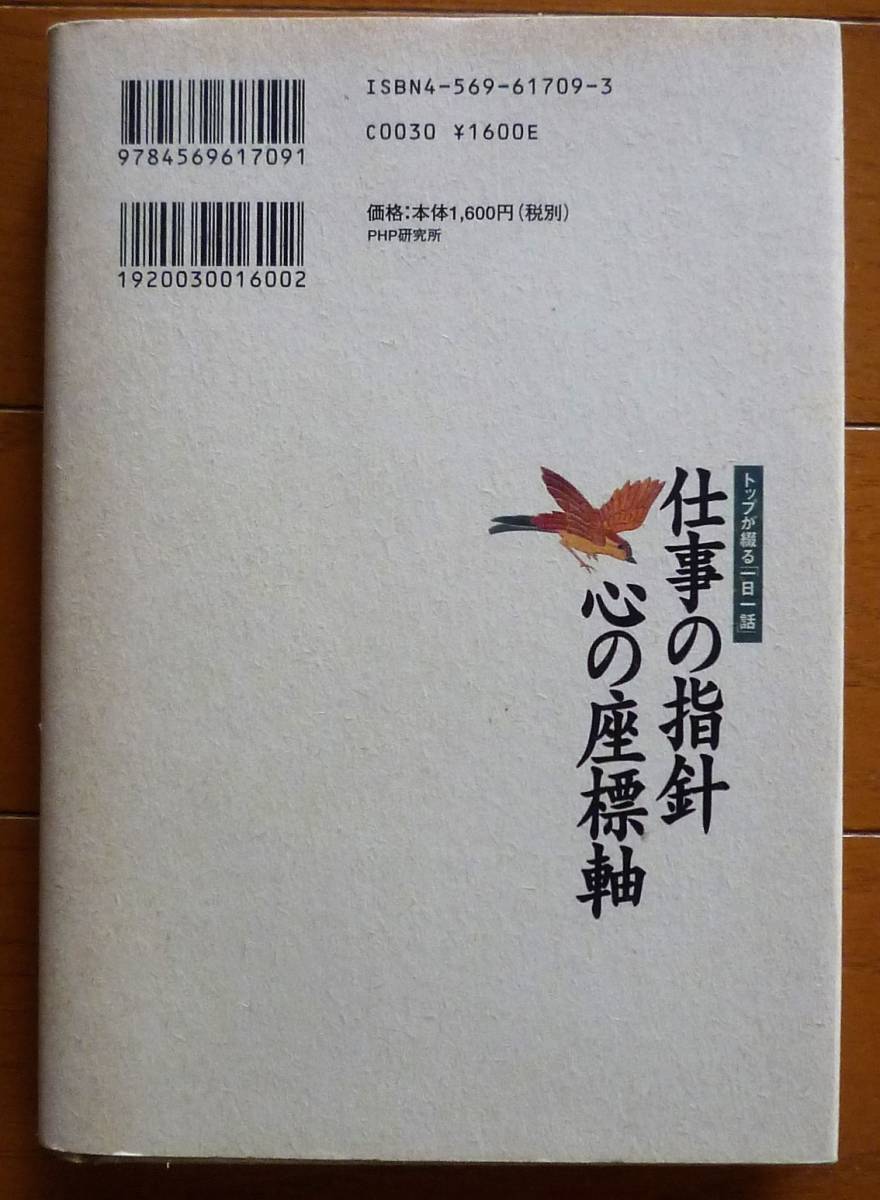 ISBN4-569-61709-3
C0030 ¥1600E
9784569617091
価格:本体1,600円(税別)
PHP研究所
1920030016002
トップが綴る「一日一話」
仕事の指針
心の座標軸